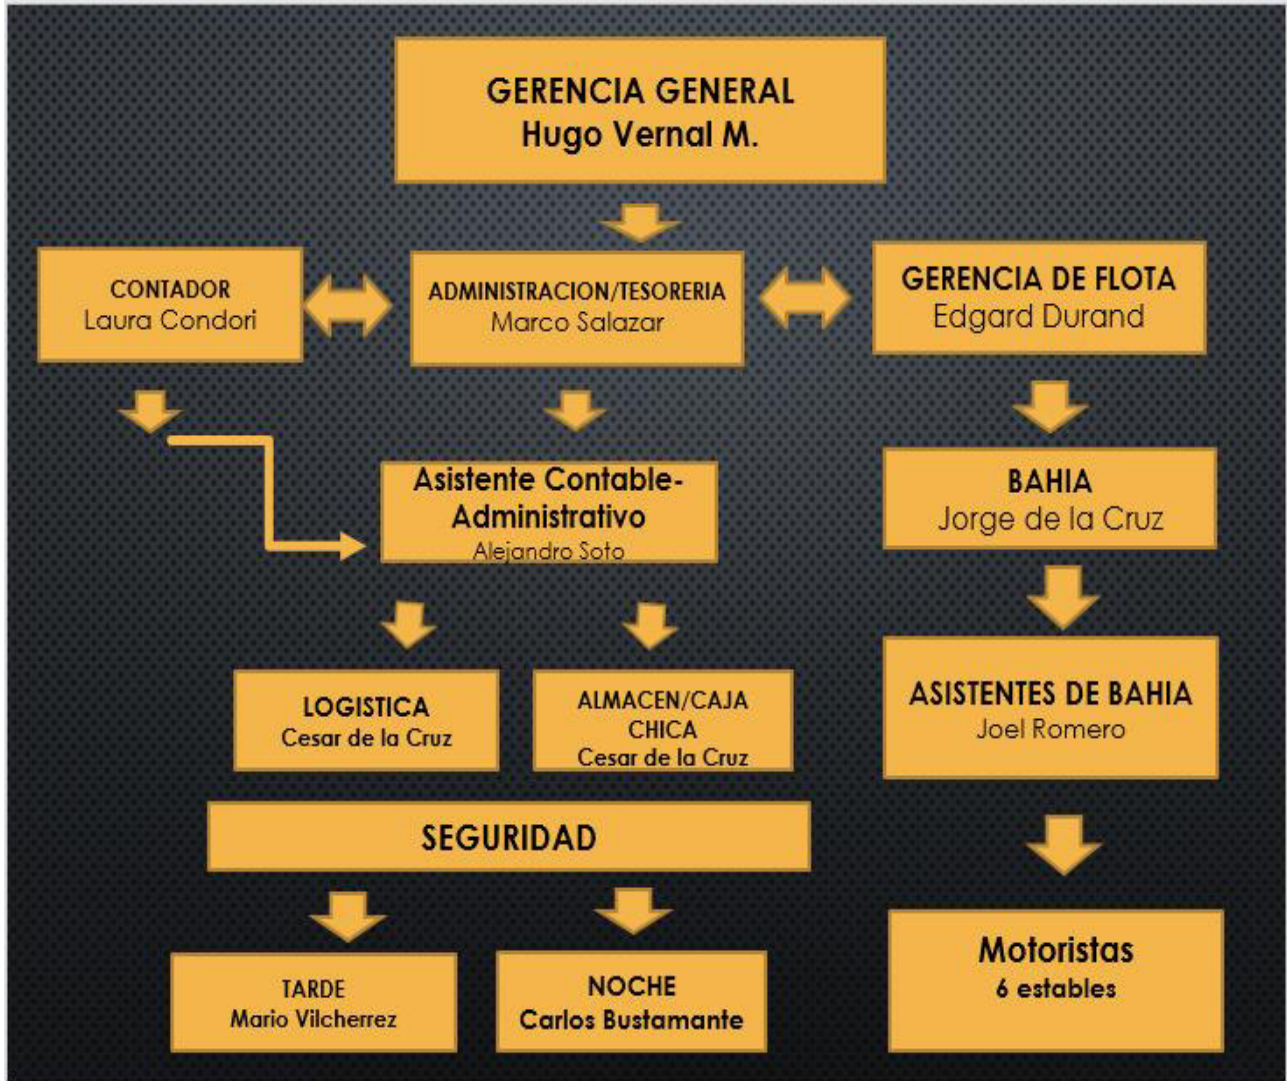 GERENCIA GENERAL
Hugo Vernal M.
CONTADOR
Laura Condori
ADMINISTRACION/TESORERIA
Marco Salazar
GERENCIA DE FLOTA
Edgard Durand
Asistente Contable-
Administrativo
Alejandro Soto
BAHIA
Jorge de la Cruz
LOGISTICA
Cesar de la Cruz
ALMACEN/CAJA
CHICA
Cesar de la Cruz
ASISTENTES DE BAHIA
Joel Romero
SEGURIDAD
TARDE
Mario Vilcherrez
NOCHE
Carlos Bustamante
Motoristas
6 estables